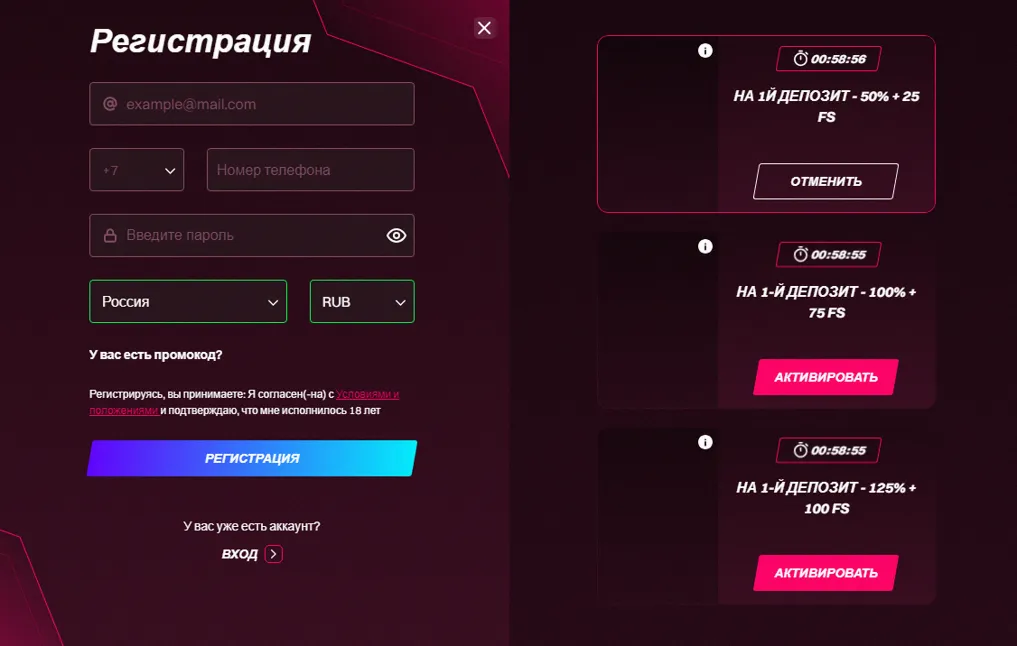 Регистрация
example@mail.com
+7
Номер телефона
Введите пароль
Россия
RUB
У вас есть промокод?
Регистрируясь, вы принимаете: Я согласен(-на) с Условиями и
положениями и подтверждаю, что мне исполнилось 18 лет
РЕГИСТРАЦИЯ
У вас уже есть аккаунт?
ВХОД
00:58:56
НА 1Й ДЕПОЗИТ - 50% + 25
FS
ОТМЕНИТЬ
00:58:55
НА 1-Й ДЕПОЗИТ - 100% +
75 FS
АКТИВИРОВАТЬ
00:58:55
НА 1-Й ДЕПОЗИТ - 125% +
100 FS
АКТИВИРОВАТЬ